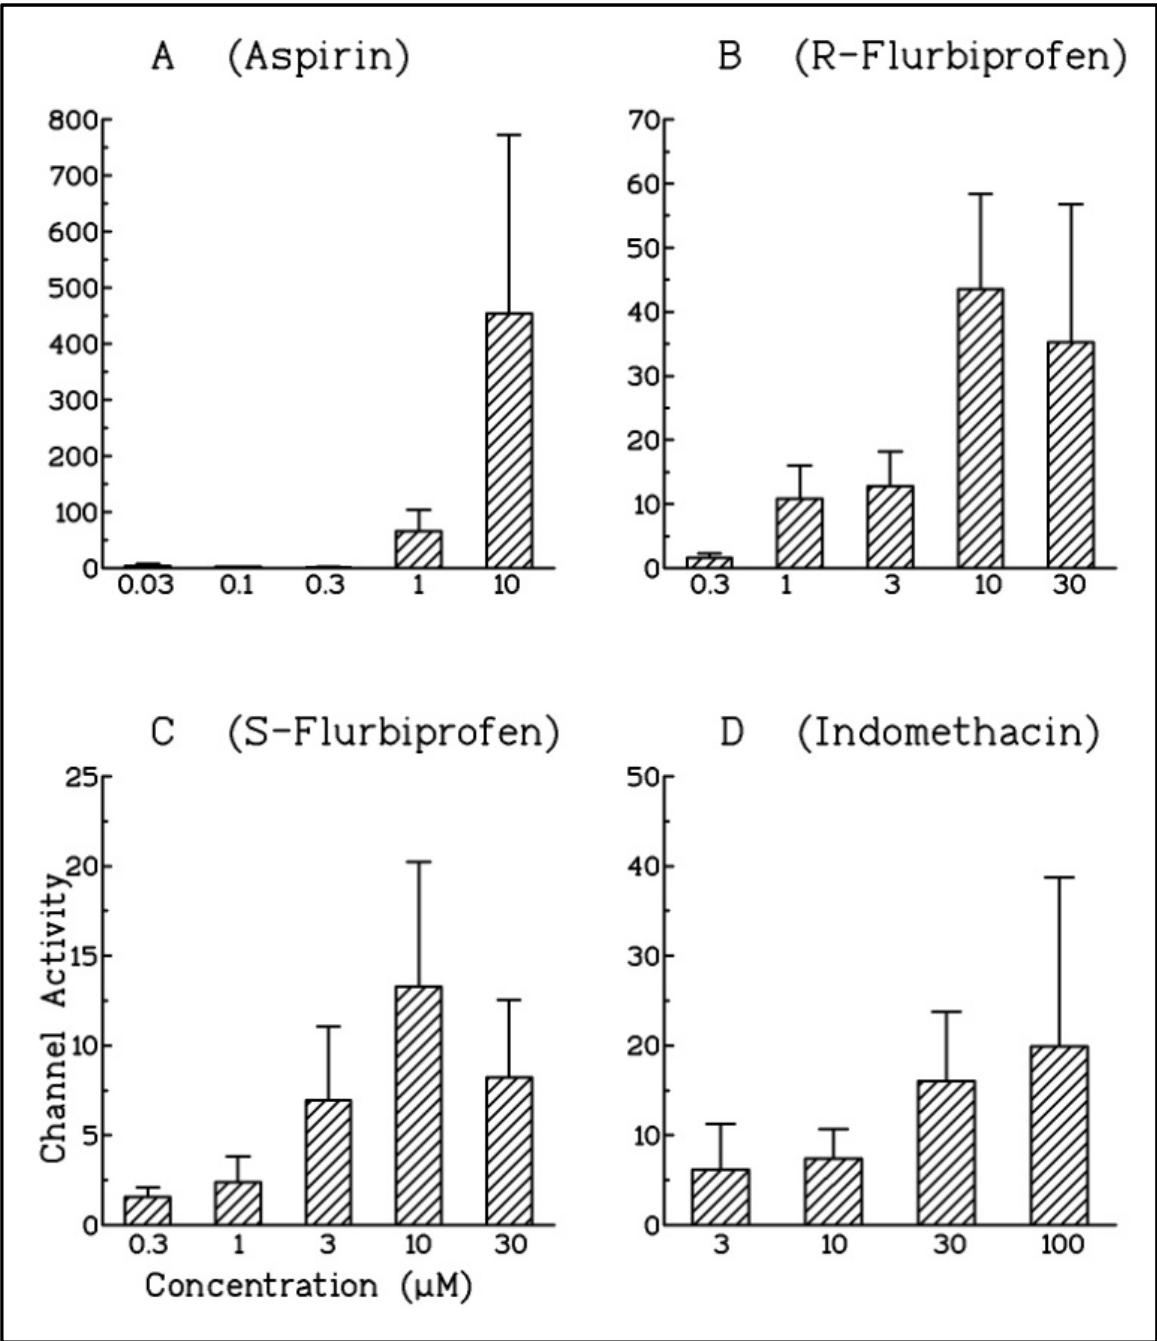 A (Aspirin)
800
700
600
500
400
300
200
100
0
0.03 0.1 0.3 1 10
B (R-Flurbiprofen)
70
60
50
40
30
20
10
0
0.3 1 3 10 30
C (S-Flurbiprofen)
Channel Activity
25
20
15
10
5
0
0.3 1 3 10 30
Concentration (µM)
D (Indomethacin)
50
40
30
20
10
0
3 10 30 100